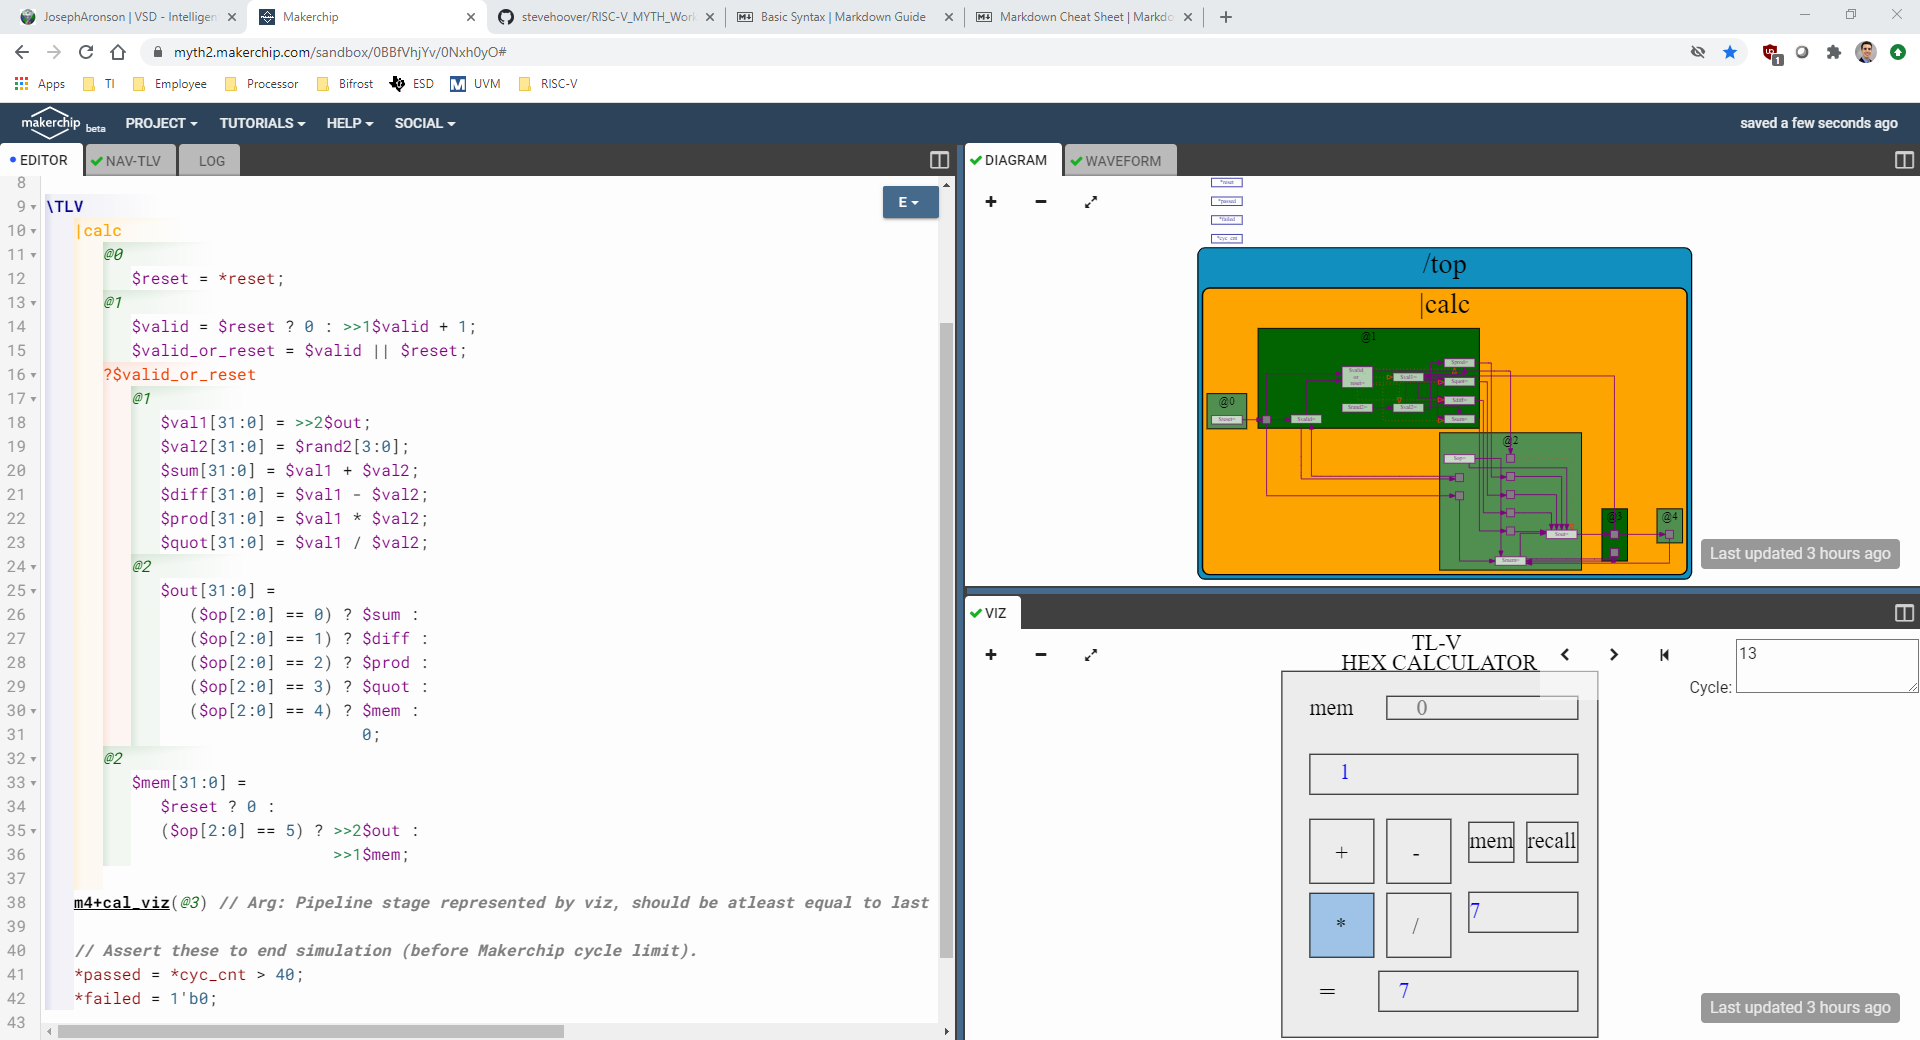 JosephAronson | VSD - Intelligen
Makerchip
stevehoover/RISC-V_MYTH_Wor
Basic Syntax | Markdown Guide
Markdown Cheat Sheet | Markdo
myth2.makerchip.com/sandbox/0BBfVhjYv/0Nxh0yO#
1
Apps TI Employee Processor Bifrost ESD UVM RISC-V
makerchip beta PROJECT TUTORIALS HELP SOCIAL saved a few seconds ago
EDITOR NAV-TLV LOG
E
8
9 \TLV
10 |calc
11 @0
12 $reset = *reset;
13 @1
14 $valid = $reset ? 0 : >>1$valid + 1;
15 $valid_or_reset = $valid || $reset;
16 ?$valid_or_reset
17 @1
18 $val1[31:0] = >>2$out;
19 $val2[31:0] = $rand2[3:0];
20 $sum[31:0] = $val1 + $val2;
21 $diff[31:0] = $val1 - $val2;
22 $prod[31:0] = $val1 * $val2;
23 $quot[31:0] = $val1 / $val2;
24 @2
25 $out[31:0] =
26 ($op[2:0] == 0) ? $sum :
27 ($op[2:0] == 1) ? $diff :
28 ($op[2:0] == 2) ? $prod :
29 ($op[2:0] == 3) ? $quot :
30 ($op[2:0] == 4) ? $mem :
31 0;
32 @2
33 $mem[31:0] =
34 $reset ? 0 :
35 ($op[2:0] == 5) ? >>2$out :
36 >>1$mem;
37
38 m4+cal_viz(@3) // Arg: Pipeline stage represented by viz, should be atleast equal to last
39
40 // Assert these to end simulation (before Makerchip cycle limit).
41 *passed = *cyc_cnt > 40;
42 *failed = 1'b0;
43
DIAGRAM WAVEFORM
*reset
*passed
*failed
*cyc_cnt
/top
|calc
@1
@0
@2
@3
@4
Last updated 3 hours ago
VIZ
TL-V
HEX CALCULATOR
Cycle: 13
mem 0
1
+ - mem recall
* / 7
= 7
Last updated 3 hours ago